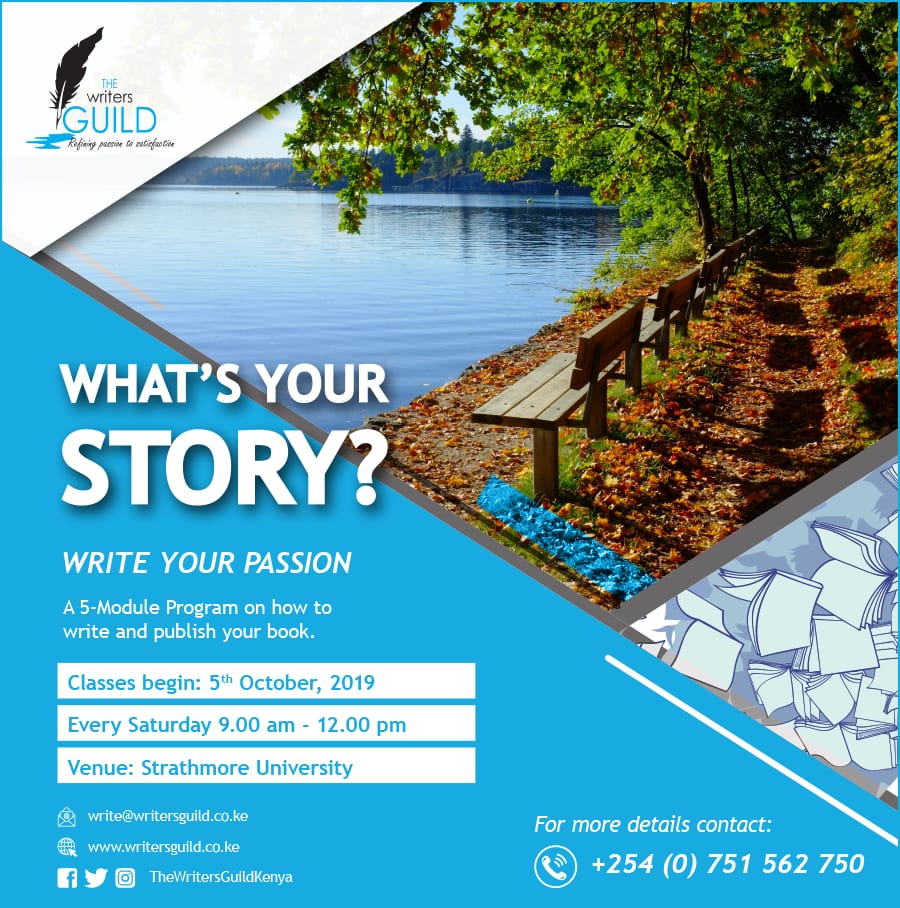 THE
writers
GUILD
Refining passion to satisfaction
WHAT'S YOUR
STORY?
WRITE YOUR PASSION
A 5-Module Program on how to
write and publish your book.
Classes begin: 5th October, 2019
Every Saturday 9.00 am - 12.00 pm
Venue: Strathmore University
write@writersguild.co.ke
www.writersguild.co.ke
TheWritersGuildKenya
For more details contact:
+254 (0) 751 562 750